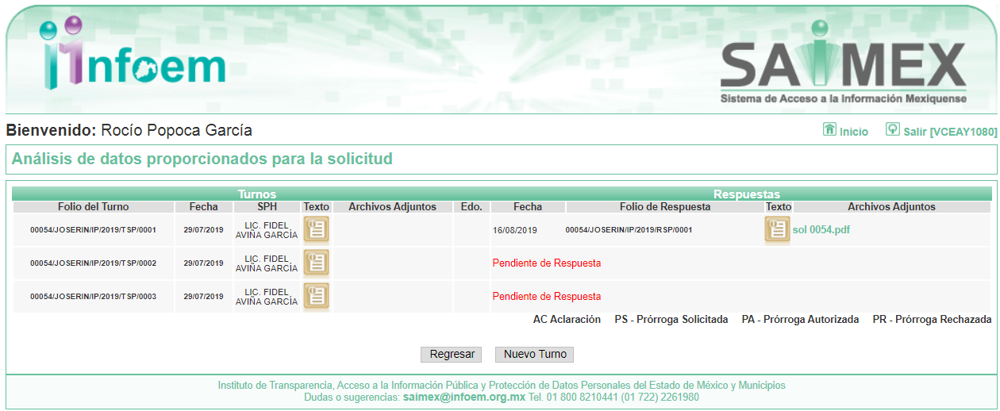 infoem
SAIMEX
Sistema de Acceso a la Información Mexiquense
Bienvenido: Rocío Popoca García
Inicio Salir [VCEAY1080]
Análisis de datos proporcionados para la solicitud
Turnos Respuestas
Folio del Turno Fecha SPH Texto Archivos Adjuntos Edo. Fecha Folio de Respuesta Texto Archivos Adjuntos
00054/JOSERIN/IP/2019/TSP/0001 29/07/2019 LIC. FIDEL AVIÑA GARCÍA 16/08/2019 00054/JOSERIN/IP/2019/RSP/0001 sol 0054.pdf
00054/JOSERIN/IP/2019/TSP/0002 29/07/2019 LIC. FIDEL AVIÑA GARCÍA Pendiente de Respuesta
00054/JOSERIN/IP/2019/TSP/0003 29/07/2019 LIC. FIDEL AVIÑA GARCÍA Pendiente de Respuesta
AC Aclaración PS - Prórroga Solicitada PA - Prórroga Autorizada PR - Prórroga Rechazada
Regresar Nuevo Turno
Instituto de Transparencia, Acceso a la Información Pública y Protección de Datos Personales del Estado de México y Municipios
Dudas o sugerencias: saimex@infoem.org.mx Tel. 01 800 8210441 (01 722) 2261980